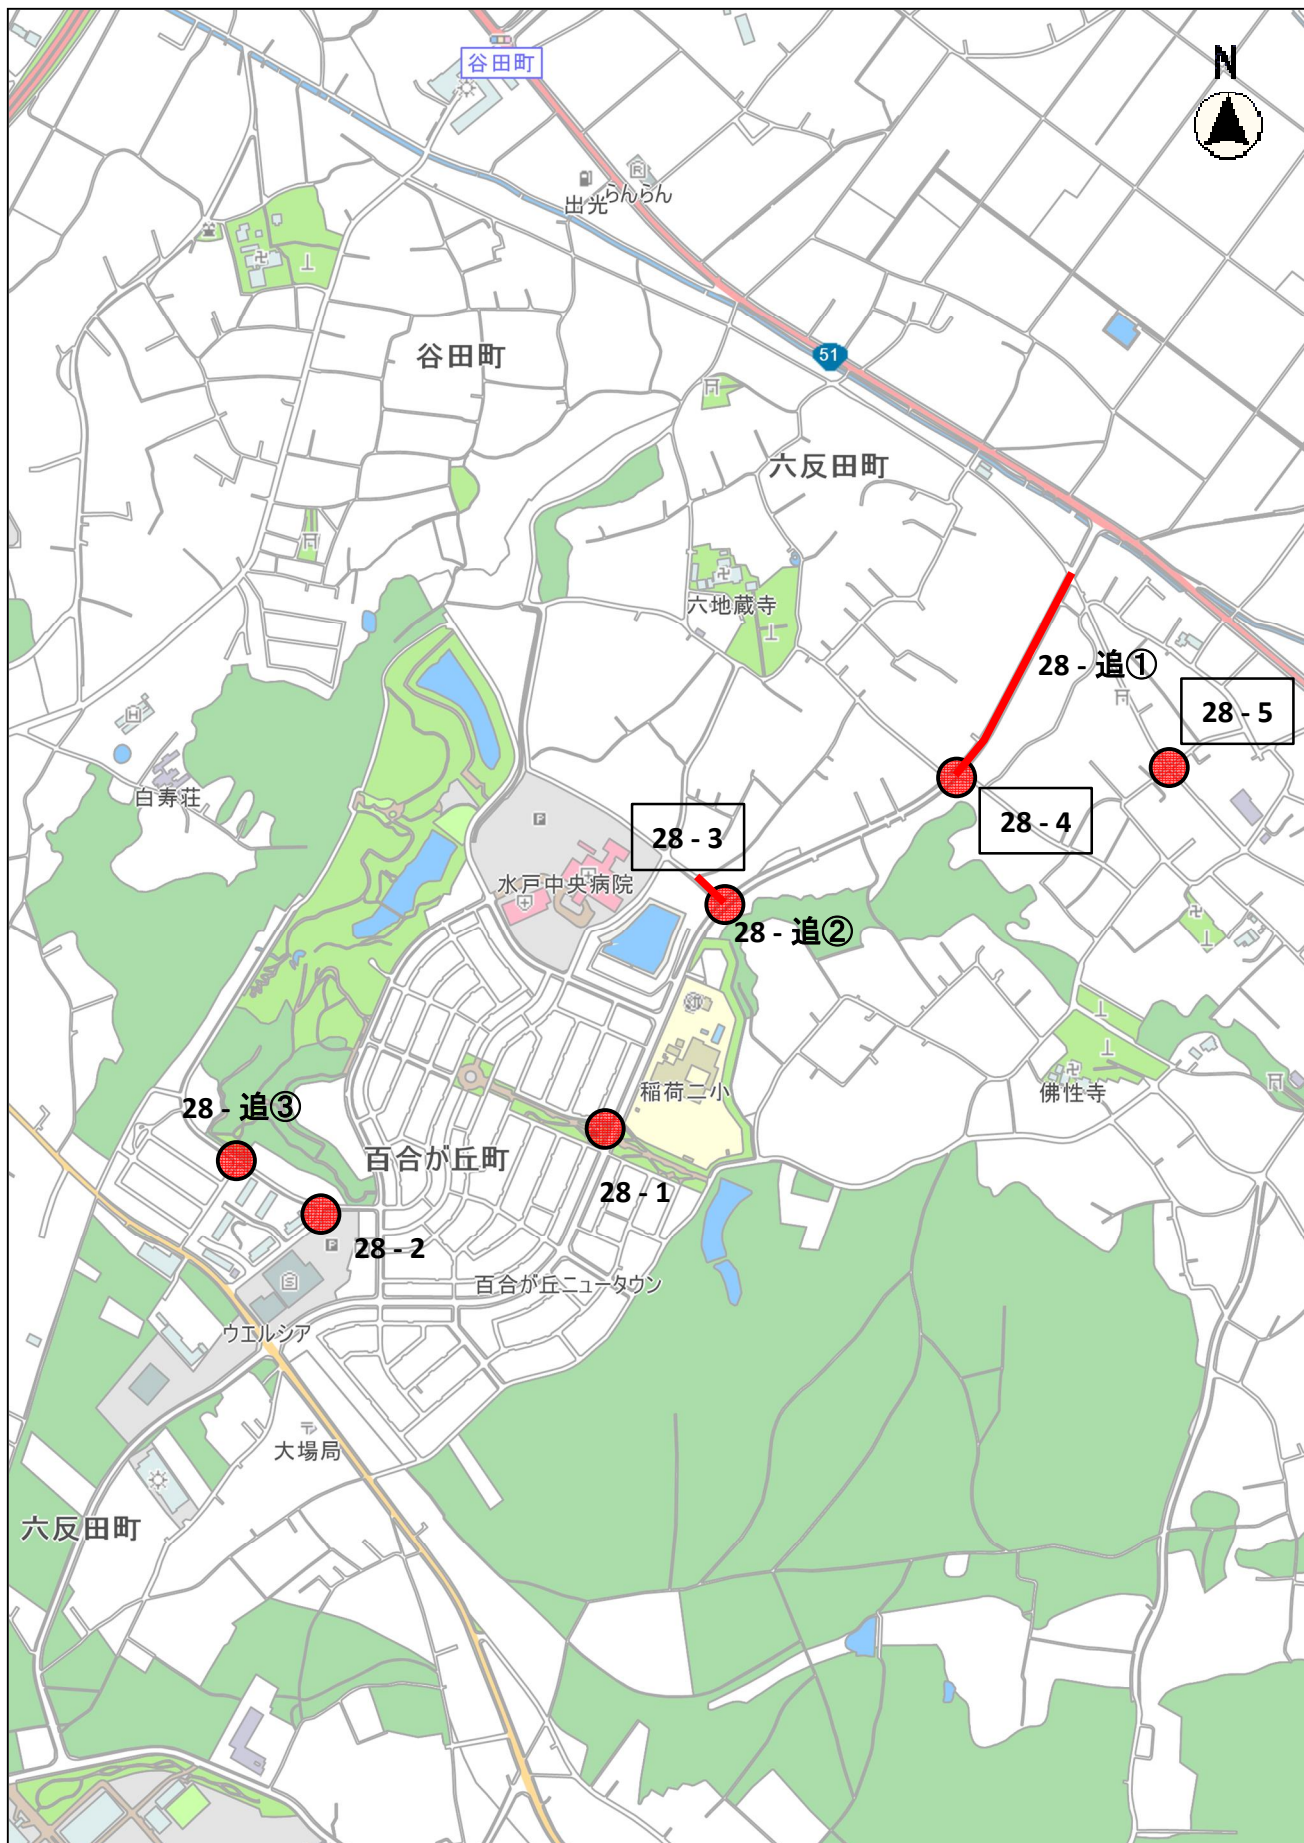 谷田町
N
出光
らんらん
谷田町
51
六反田町
六地蔵寺
28 - 追①
28 - 5
白寿荘
P
28 - 3
28 - 4
水戸中央病院
28 - 追②
稲荷二小
佛性寺
28 - 追③
百合が丘町
28 - 1
28 - 2
P
百合が丘ニュータウン
ウエルシア
大場局
六反田町